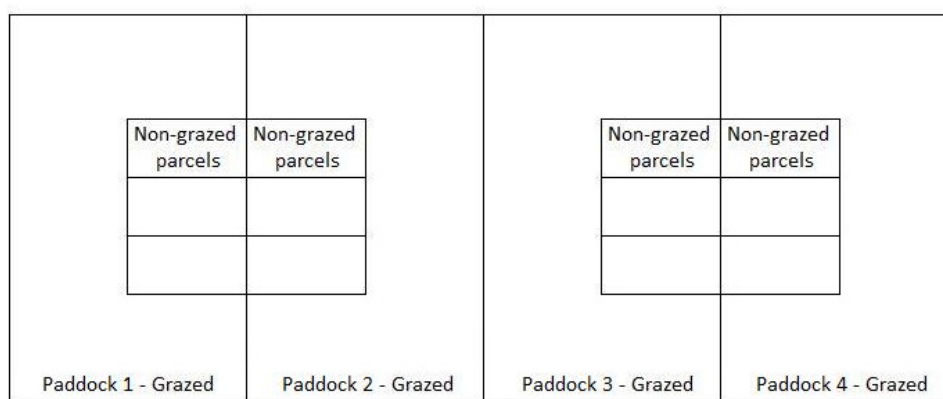 Non-grazed
parcels
Non-grazed
parcels
Non-grazed
parcels
Non-grazed
parcels
Paddock 1 - Grazed
Paddock 2 - Grazed
Paddock 3 - Grazed
Paddock 4 - Grazed